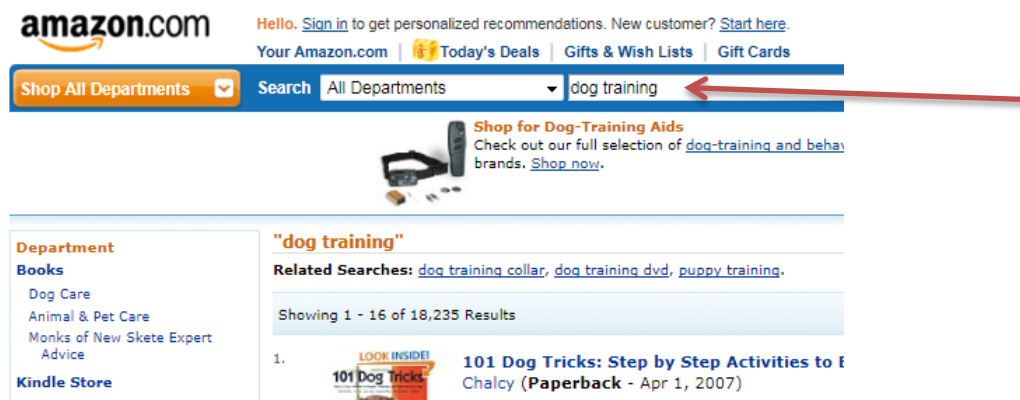 amazon.com
Hello. Sign in to get personalized recommendations. New customer? Start here.
Your Amazon.com | Today's Deals | Gifts & Wish Lists | Gift Cards
Shop All Departments
Search All Departments dog training
Shop for Dog-Training Aids
Check out our full selection of dog-training and behav
brands. Shop now.
Department
Books
Dog Care
Animal & Pet Care
Monks of New Skete Expert
Advice
Kindle Store
"dog training"
Related Searches: dog training collar, dog training dvd, puppy training.
Showing 1 - 16 of 18,235 Results
1.
LOOK INSIDE!
101 Dog Tricks
101 Dog Tricks: Step by Step Activities to
Chalcy (Paperback - Apr 1, 2007)